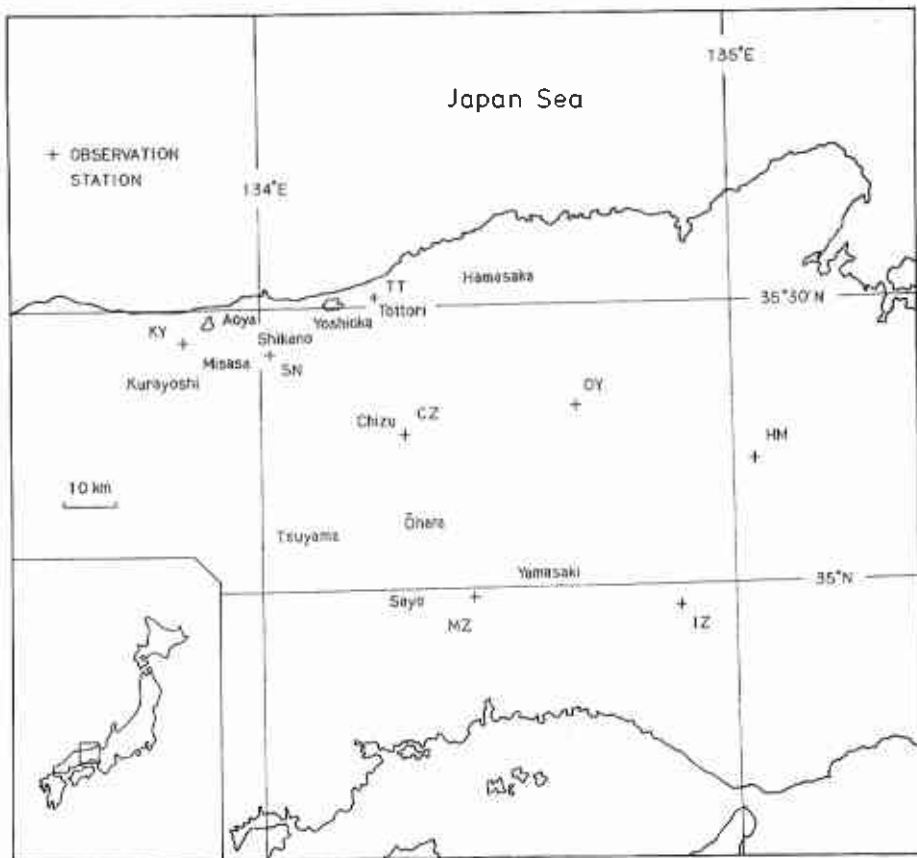 135°E
Japan Sea
+ OBSERVATION
STATION
134°E
Hamasaka
TT
Tottori
35°30'N
Aoya
Yoshioka
KY
Shikano
Misasa
SN
Kurayoshi
OY
Chizu
CZ
HM
10 km
Ōhara
Tsuyama
Yamasaki
35°N
Sayo
MZ
IZ